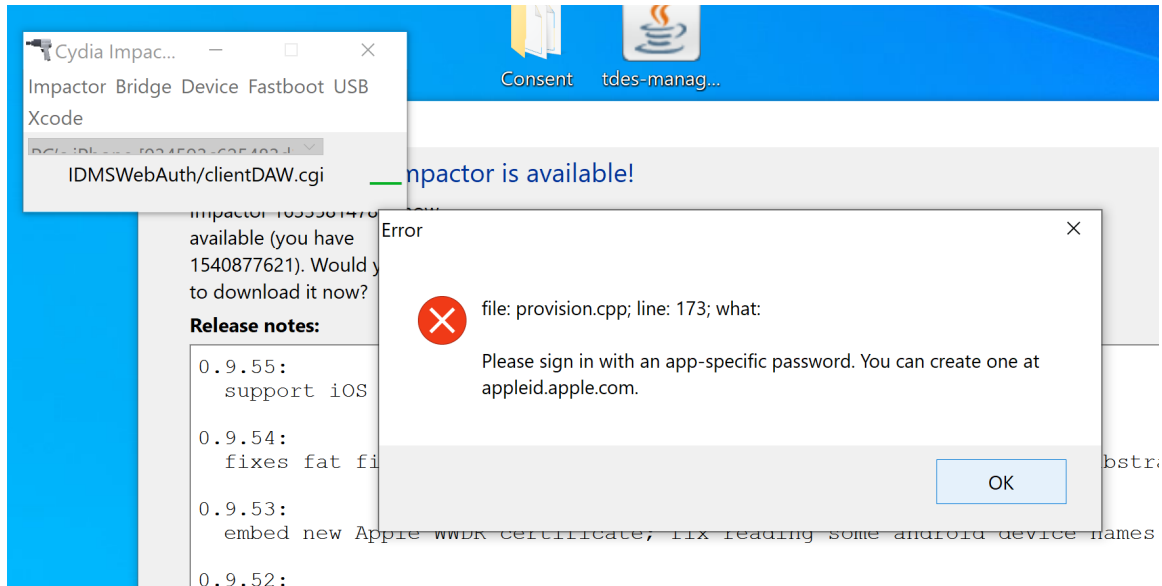 Cydia Impac...
Consent
tdes-manag...
Impactor Bridge Device Fastboot USB
Xcode
IDMSWebAuth/clientDAW.cgi
mpactor is available!
available (you have
1540877621). Would y
to download it now?
Release notes:
0.9.55:
support iOS
0.9.54:
fixes fat fi
bstra
0.9.53:
embed new Apple WWDR certificate; fix reading some android device names
0.9.52:
Error
file: provision.cpp; line: 173; what:
Please sign in with an app-specific password. You can create one at
appleid.apple.com.
OK